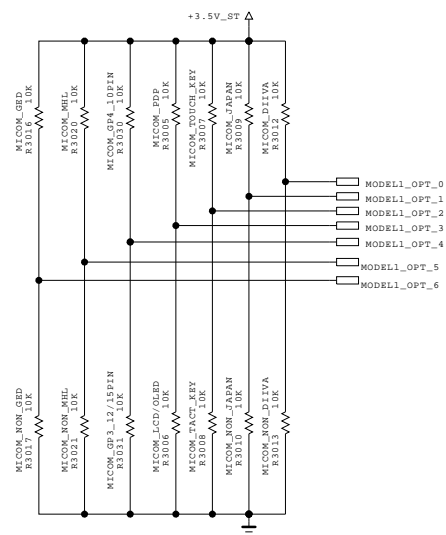 +3.5V_ST
MICOM_GED
R3016 10K
MICOM_MHL
R3020 10K
MICOM_GP4_10PIN
R3030 10K
MICOM_PDP
R3005 10K
MICOM_TOUCH_KEY
R3007 10K
MICOM_JAPAN
R3009 10K
MICOM_DIIVA
R3012 10K
MODEL1_OPT_0
MODEL1_OPT_1
MODEL1_OPT_2
MODEL1_OPT_3
MODEL1_OPT_4
MODEL1_OPT_5
MODEL1_OPT_6
MICOM_NON_GED
R3017 10K
MICOM_NON_MHL
R3021 10K
MICOM_GP3_12/15PIN
R3031 10K
MICOM_LCD/OLED
R3006 10K
MICOM_TACT_KEY
R3008 10K
MICOM_NON_JAPAN
R3010 10K
MICOM_NON_DIIVA
R3013 10K